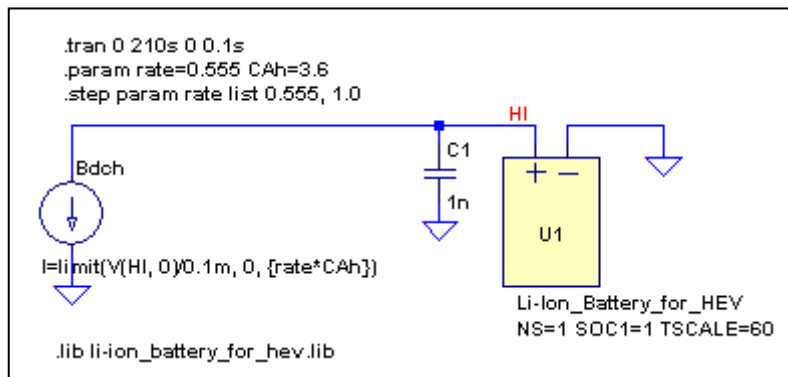 .tran 0 210s 0 0.1s
.param rate=0.555 CAh=3.6
.step param rate list 0.555, 1.0
HI
Bdch
C1
1n
+ −
U1
I=limit(V(HI, 0)/0.1m, 0, {rate*CAh})
Li-Ion_Battery_for_HEV
NS=1 SOC1=1 TSCALE=60
.lib li-ion_battery_for_hev.lib